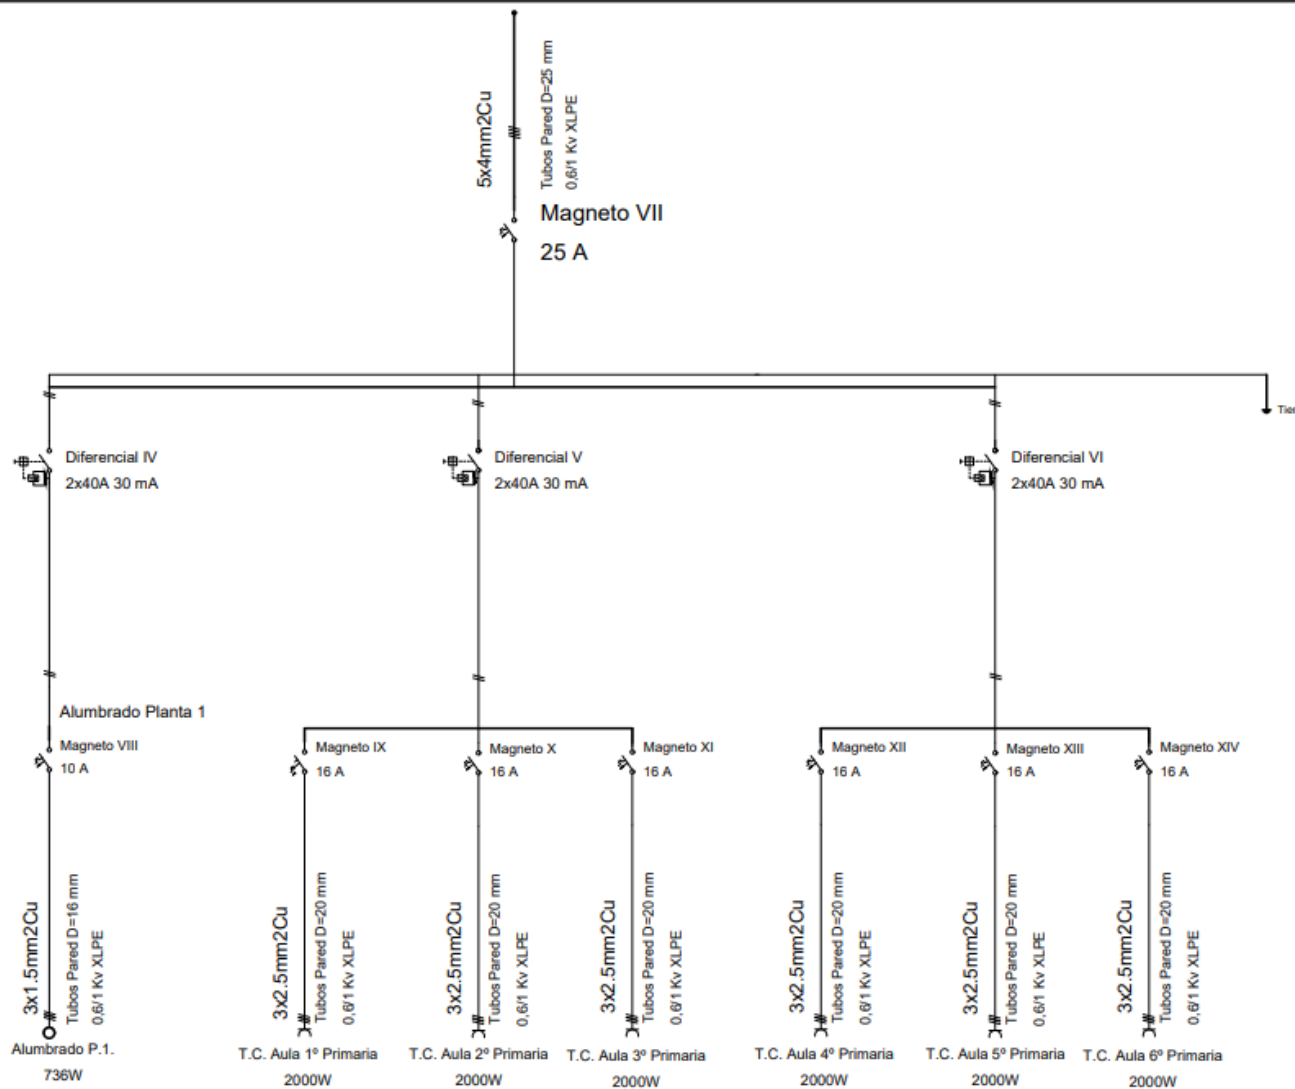 5x4mm2Cu
Tubos Pared D=25 mm
0,6/1 Kv XLPE
Magneto VII
25 A
Diferencial IV
2x40A 30 mA
Diferencial V
2x40A 30 mA
Diferencial VI
2x40A 30 mA
Alumbrado Planta 1
Magneto VIII
10 A
Magneto IX
16 A
Magneto X
16 A
Magneto XI
16 A
Magneto XII
16 A
Magneto XIII
16 A
Magneto XIV
16 A
3x1.5mm2Cu
Tubos Pared D=16 mm
0,6/1 Kv XLPE
3x2.5mm2Cu
Tubos Pared D=20 mm
0,6/1 Kv XLPE
3x2.5mm2Cu
Tubos Pared D=20 mm
0,6/1 Kv XLPE
3x2.5mm2Cu
Tubos Pared D=20 mm
0,6/1 Kv XLPE
3x2.5mm2Cu
Tubos Pared D=20 mm
0,6/1 Kv XLPE
3x2.5mm2Cu
Tubos Pared D=20 mm
0,6/1 Kv XLPE
3x2.5mm2Cu
Tubos Pared D=20 mm
0,6/1 Kv XLPE
Alumbrado P.1.
736W
T.C. Aula 1º Primaria
2000W
T.C. Aula 2º Primaria
2000W
T.C. Aula 3º Primaria
2000W
T.C. Aula 4º Primaria
2000W
T.C. Aula 5º Primaria
2000W
T.C. Aula 6º Primaria
2000W